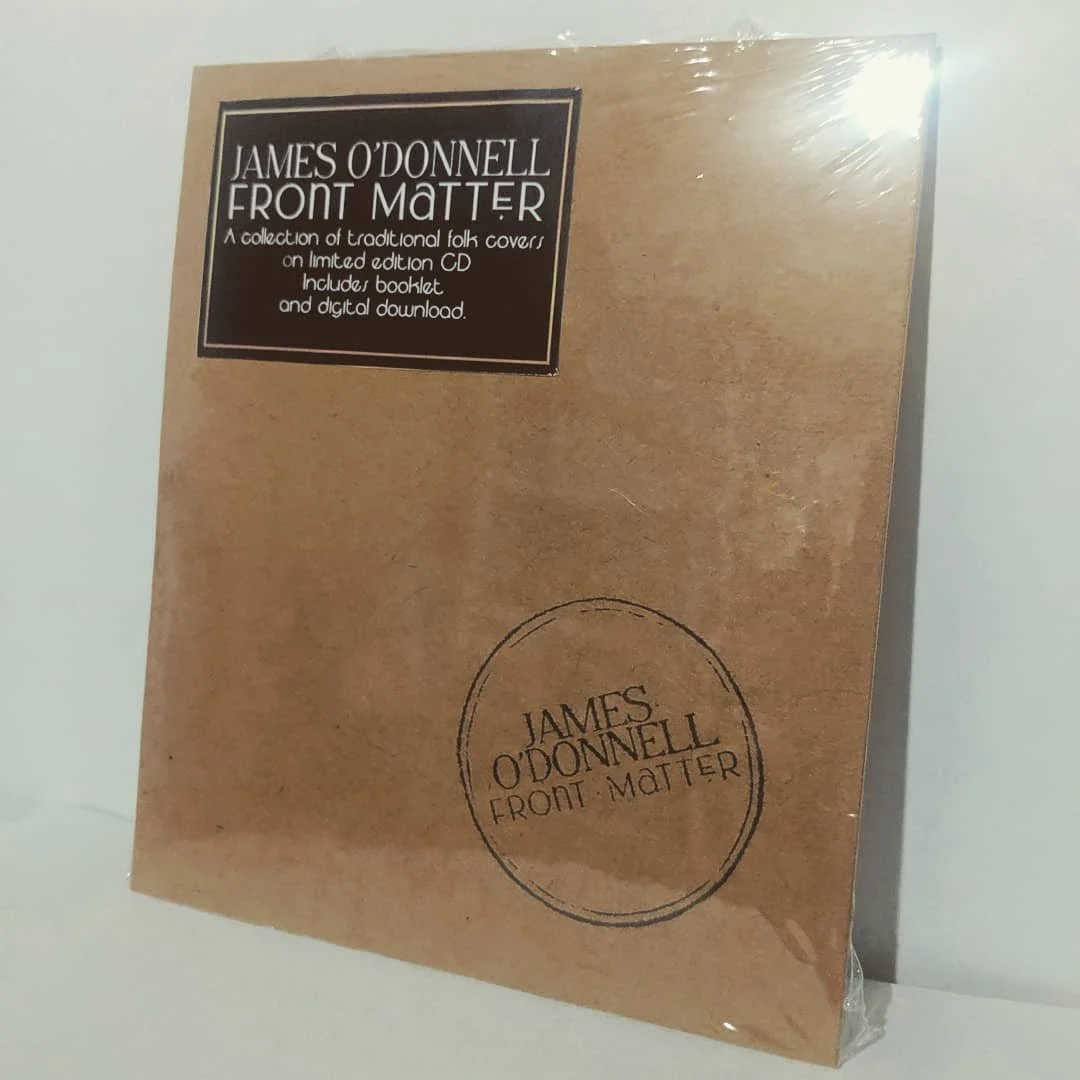 JAMES O'DONNELL
FRONT MATTER
A collection of traditional folk covers
on limited edition CD
Includes booklet
and digital download.
JAMES
O'DONNELL
FRONT · MATTER